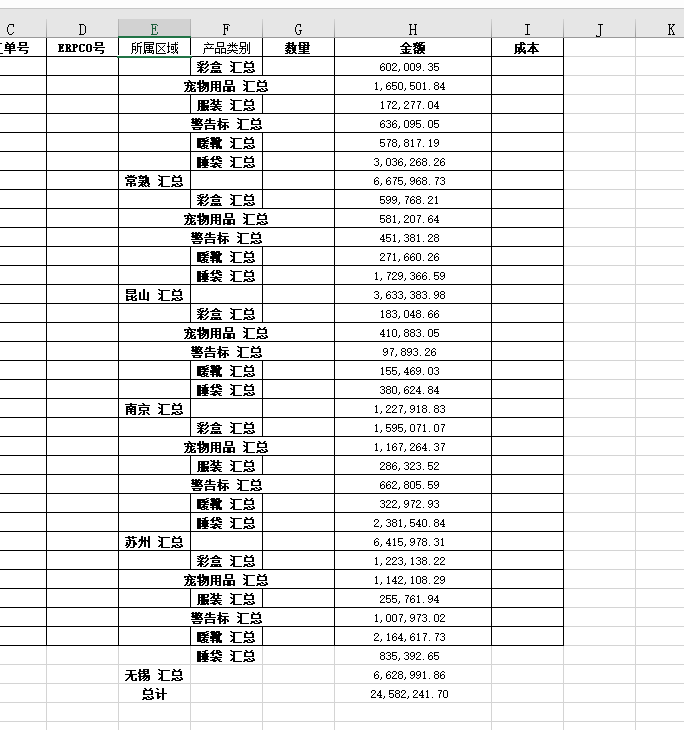 C D E F G H I J K
工单号 ERPCO号 所属区域 产品类别 数量 金额 成本
彩盒 汇总 602,009.35
宠物用品 汇总 1,650,501.84
服装 汇总 172,277.04
警告标 汇总 636,095.05
暖靴 汇总 578,817.19
睡袋 汇总 3,036,268.26
常熟 汇总 6,675,968.73
彩盒 汇总 599,768.21
宠物用品 汇总 581,207.64
警告标 汇总 451,381.28
暖靴 汇总 271,660.26
睡袋 汇总 1,729,366.59
昆山 汇总 3,633,383.98
彩盒 汇总 183,048.66
宠物用品 汇总 410,883.05
警告标 汇总 97,893.26
暖靴 汇总 155,469.03
睡袋 汇总 380,624.84
南京 汇总 1,227,918.83
彩盒 汇总 1,595,071.07
宠物用品 汇总 1,167,264.37
服装 汇总 286,323.52
警告标 汇总 662,805.59
暖靴 汇总 322,972.93
睡袋 汇总 2,381,540.84
苏州 汇总 6,415,978.31
彩盒 汇总 1,223,138.22
宠物用品 汇总 1,142,108.29
服装 汇总 255,761.94
警告标 汇总 1,007,973.02
暖靴 汇总 2,164,617.73
睡袋 汇总 835,392.65
无锡 汇总 6,628,991.86
总计 24,582,241.70